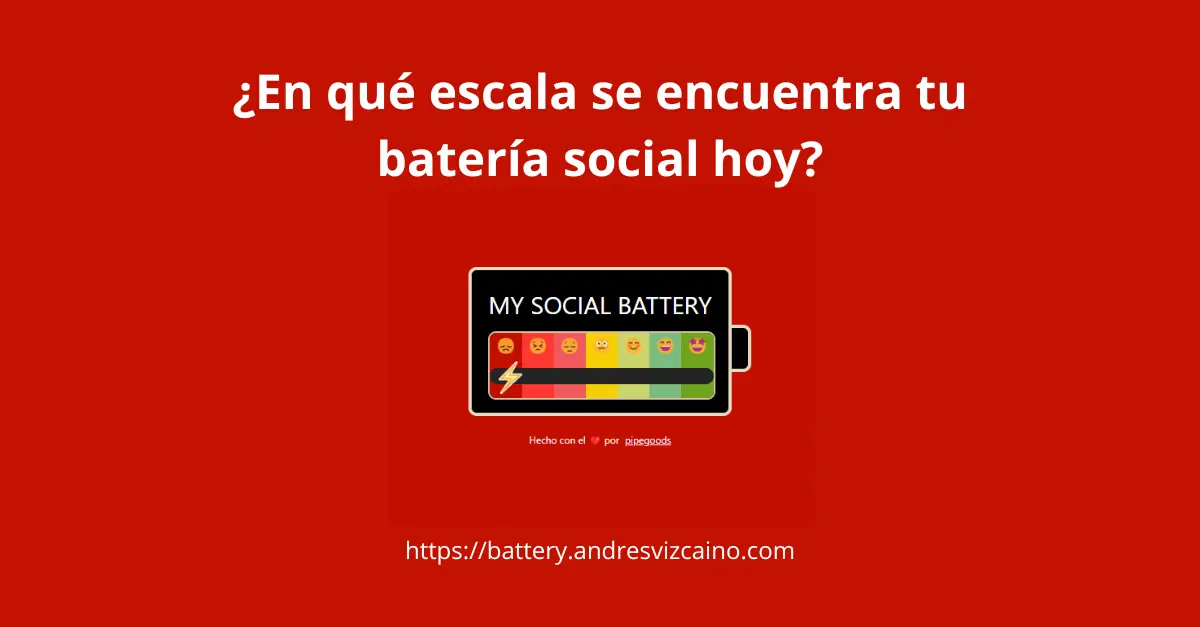 ¿En qué escala se encuentra tu
batería social hoy?
MY SOCIAL BATTERY
Hecho con el ❤️ por pipegoods
https://battery.andresvizcaino.com